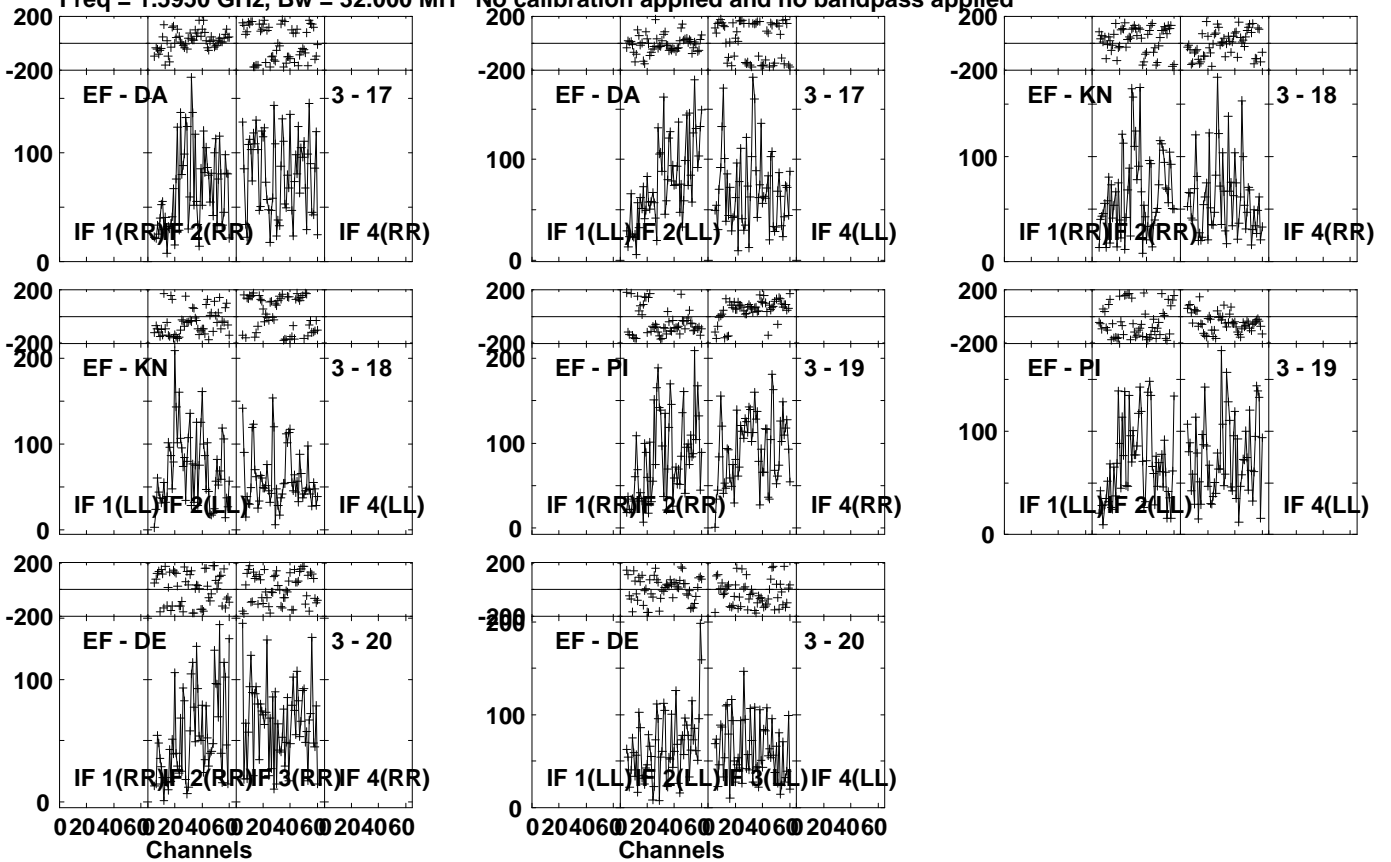 Freq = 1.5950 GHz, Bw = 32.000 MH No calibration applied and no bandpass applied
200
-200
EF - DA 3 - 17
100
IF 1(RR) IF 2(RR) IF 4(RR)
0
EF - DA 3 - 17
100
IF 1(LL) IF 2(LL) IF 4(LL)
0
200
-200
EF - KN 3 - 18
100
IF 1(RR) IF 2(RR) IF 4(RR)
0
200
-200
200
EF - KN 3 - 18
100
IF 1(LL) IF 2(LL) IF 4(LL)
0
200
-200
EF - PI 3 - 19
100
IF 1(RR) IF 2(RR) IF 4(RR)
0
200
-200
EF - PI 3 - 19
100
IF 1(LL) IF 2(LL) IF 4(LL)
0
200
-200
EF - DE 3 - 20
100
IF 1(RR) IF 2(RR) IF 3(RR) IF 4(RR)
0
0 20 40 60 0 20 40 60 0 20 40 60 0 20 40 60
Channels
200
-200
200
EF - DE 3 - 20
100
IF 1(LL) IF 2(LL) IF 3(LL) IF 4(LL)
0
0 20 40 60 0 20 40 60 0 20 40 60 0 20 40 60
Channels